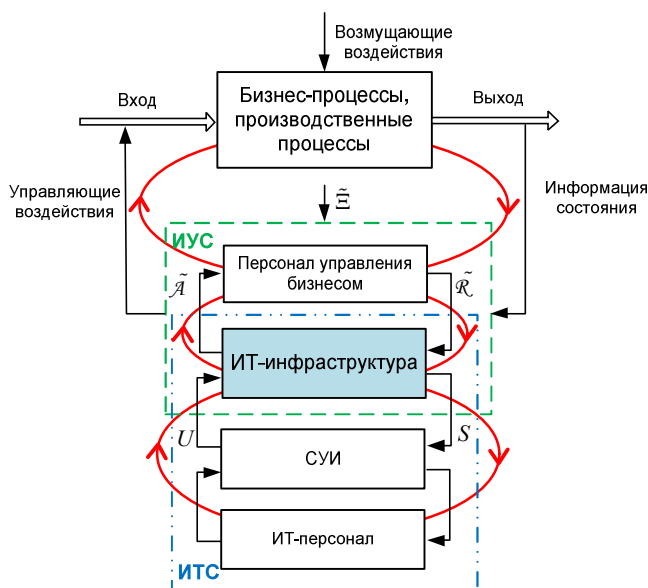 Возмущающие
воздействия
Вход
Бизнес-процессы,
производственные
процессы
Выход
Управляющие
воздействия
Ξ̃
Информация
состояния
ИУС
Персонал управления
бизнесом
𝒜̃
ℛ̃
ИТ-инфраструктура
U
S
СУИ
ИТ-персонал
ИТС